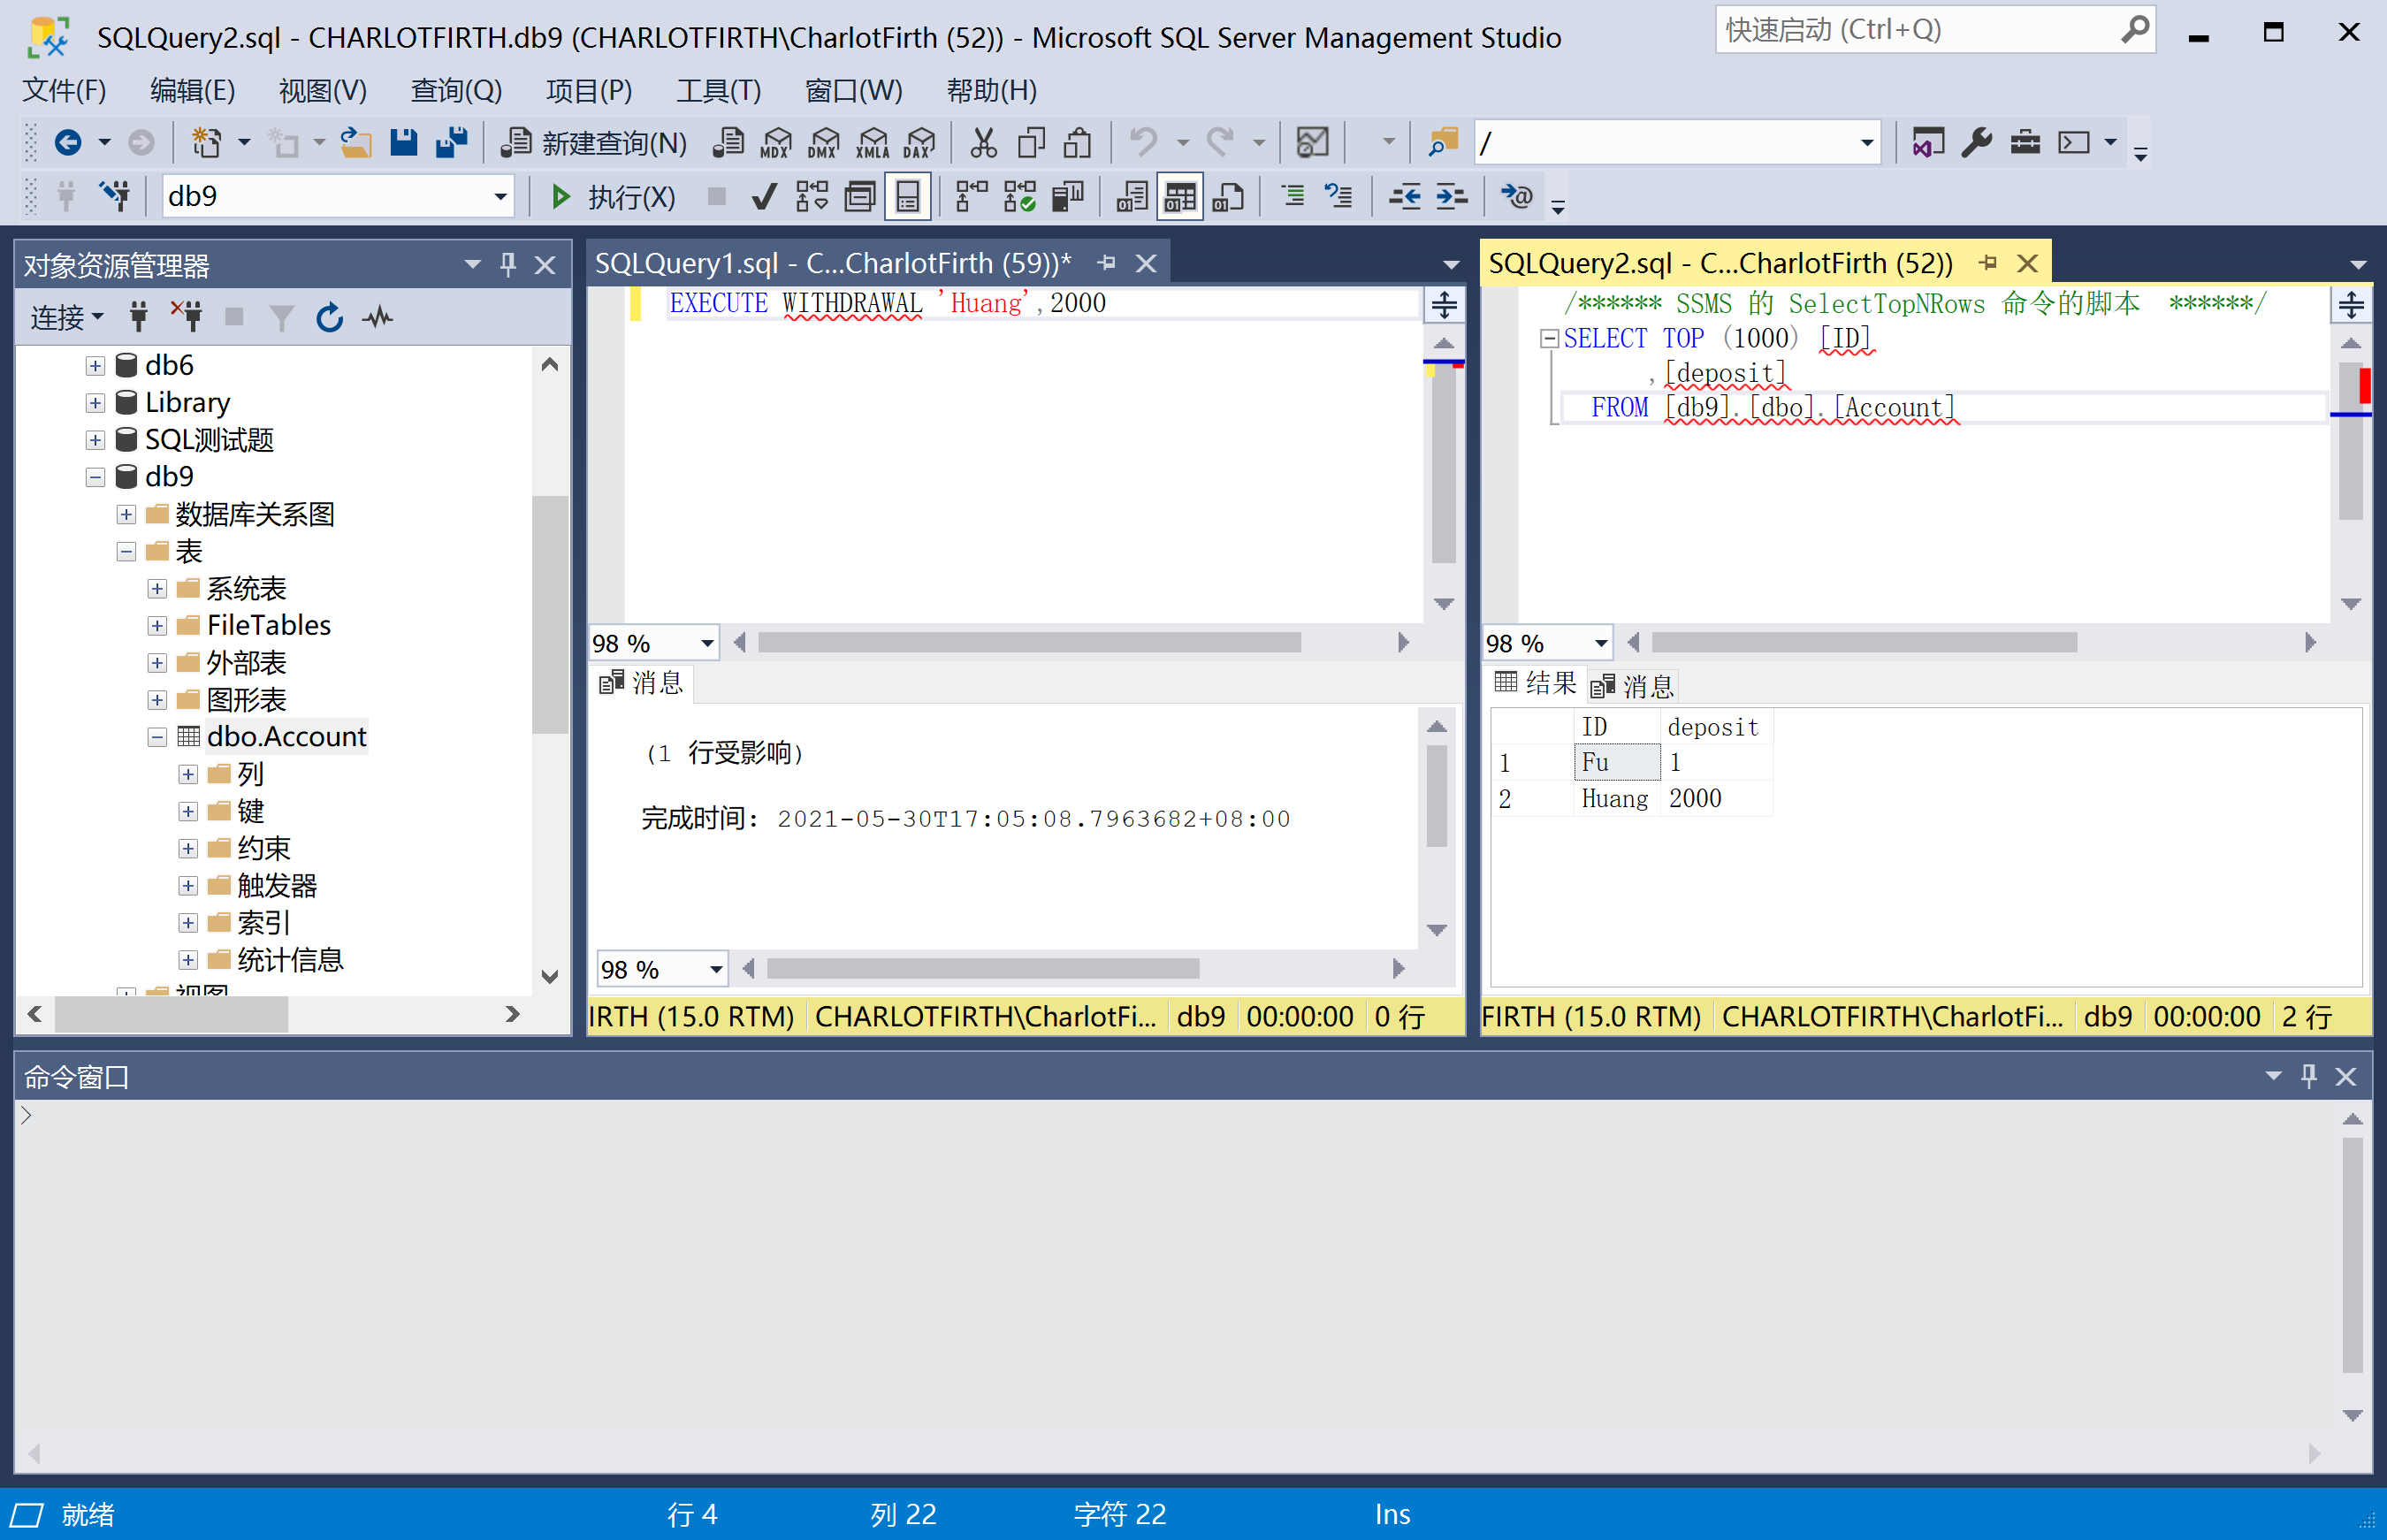 SQLQuery2.sql - CHARLOTFIRTH.db9 (CHARLOTFIRTH\CharlotFirth (52)) - Microsoft SQL Server Management Studio
快速启动 (Ctrl+Q)
文件(F) 编辑(E) 视图(V) 查询(Q) 项目(P) 工具(T) 窗口(W) 帮助(H)
新建查询(N) MDX DMX XMLA DAX /
db9 执行(X)
对象资源管理器
连接
db6
Library
SQL测试题
db9
数据库关系图
表
系统表
FileTables
外部表
图形表
dbo.Account
列
键
约束
触发器
索引
统计信息
视图
SQLQuery1.sql - C...CharlotFirth (59))*
EXECUTE WITHDRAWAL 'Huang',2000
98 %
消息
(1 行受影响)
完成时间: 2021-05-30T17:05:08.7963682+08:00
98 %
IRTH (15.0 RTM) CHARLOTFIRTH\CharlotFi... db9 00:00:00 0 行
SQLQuery2.sql - C...CharlotFirth (52))
/****** SSMS 的 SelectTopNRows 命令的脚本 ******/
SELECT TOP (1000) [ID]
,[deposit]
FROM [db9].[dbo].[Account]
98 %
结果 消息
ID deposit
1 Fu 1
2 Huang 2000
FIRTH (15.0 RTM) CHARLOTFIRTH\CharlotFi... db9 00:00:00 2 行
命令窗口
>
就绪 行 4 列 22 字符 22 Ins